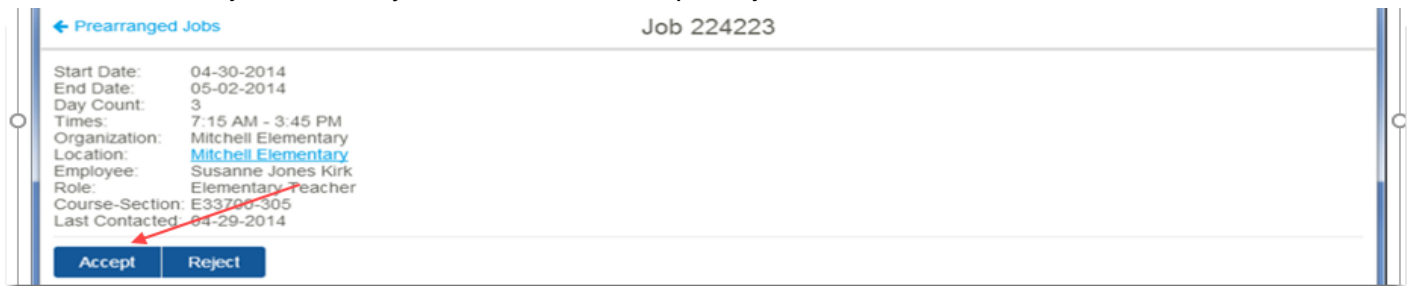 ← Prearranged Jobs
Job 224223
Start Date: 04-30-2014
End Date: 05-02-2014
Day Count: 3
Times: 7:15 AM - 3:45 PM
Organization: Mitchell Elementary
Location: Mitchell Elementary
Employee: Susanne Jones Kirk
Role: Elementary Teacher
Course-Section: E33700-305
Last Contacted: 04-29-2014
Accept Reject